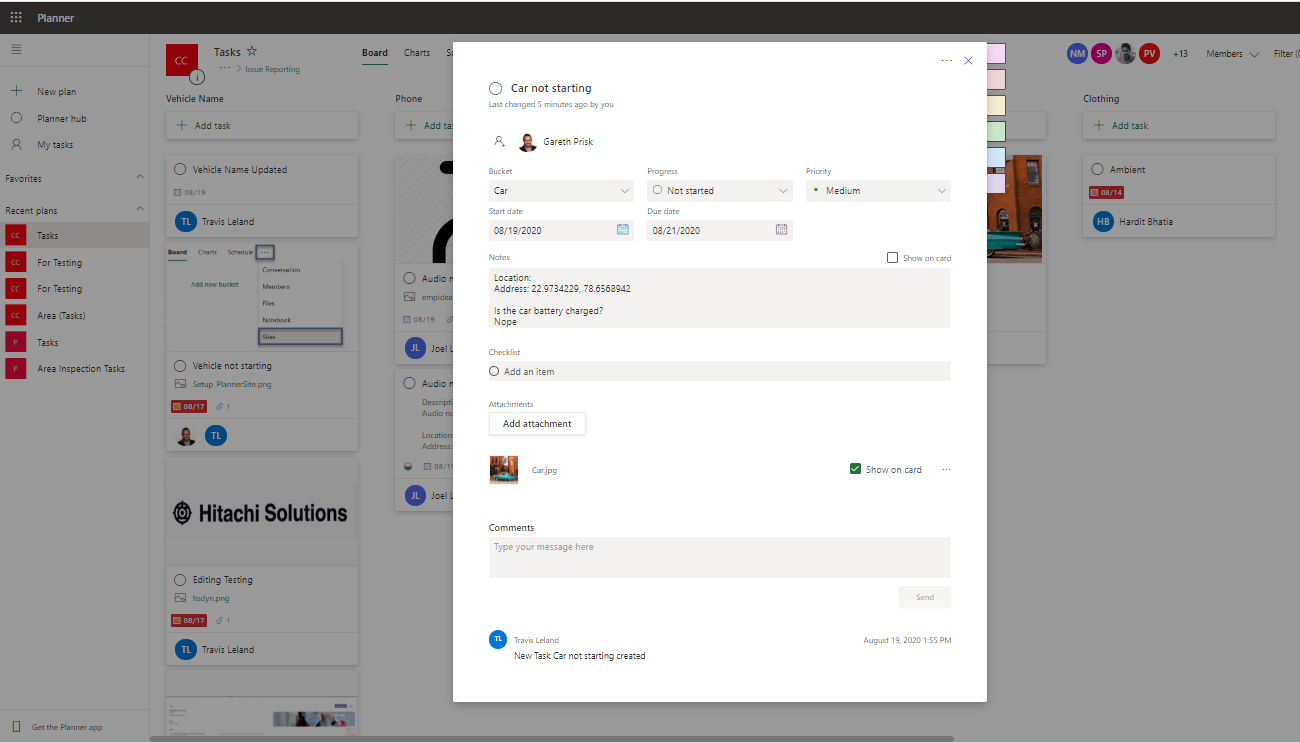 Planner
New plan
Planner hub
My tasks
Favorites
Recent plans
CC Tasks
CC For Testing
CC For Testing
CC Area (Tasks)
P Tasks
P Area Inspection Tasks
Get the Planner app
CC
Tasks
Issue Reporting
Board Charts
NM SP PV +13 Members Filter (0
Vehicle Name
Add task
Vehicle Name Updated
08/19
TL Travis Leland
Board Charts Schedule
Conversation
Add new bucket
Members
Files
Notebook
Sites
Vehicle not starting
Setup_PlannerSite.png
08/17 1
TL
Hitachi Solutions
Editing Testing
hsdyn.png
08/17 1
TL Travis Leland
Phone
Add
Audio
08/19
JL Joel
Audio
Location:
Address:
JL Joel
Clothing
Add task
Ambient
08/14
HB Hardit Bhatia
Car not starting
Last changed 5 minutes ago by you
Gareth Prisk
Bucket Progress Priority
Car Not started Medium
Start date Due date
08/19/2020 08/21/2020
Notes Show on card
Location:
Address: 22.9734229, 78.6568942
Is the car battery charged?
Nope
Checklist
Add an item
Attachments
Add attachment
Car.jpg Show on card
Comments
Type your message here
Send
TL Travis Leland August 19, 2020 1:55 PM
New Task Car not starting created